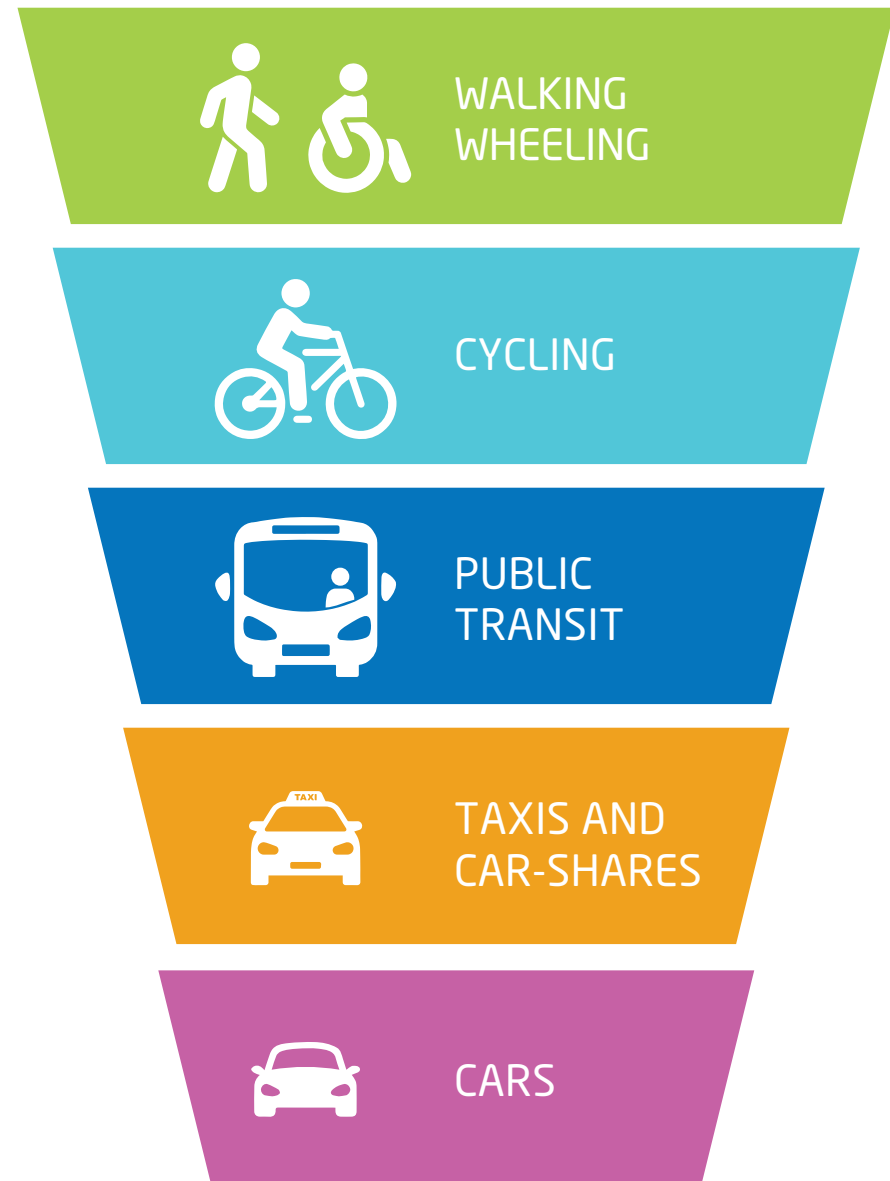 WALKING
WHEELING
CYCLING
PUBLIC
TRANSIT
TAXI
TAXIS AND
CAR-SHARES
CARS